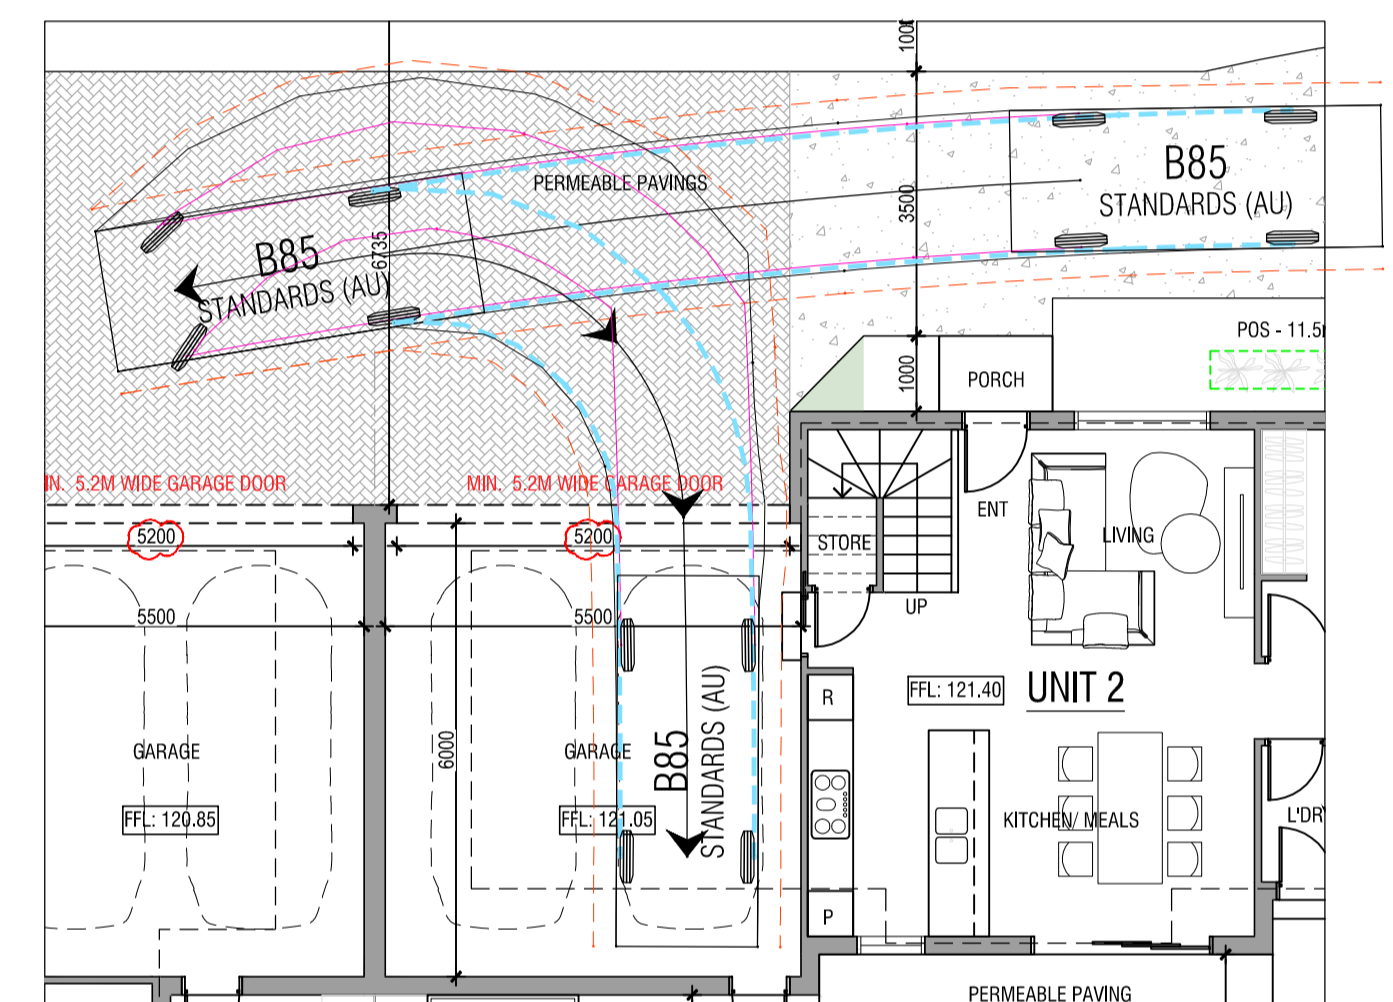 1000
B85
STANDARDS (AU)
PERMEABLE PAVINGS
3500
B85
STANDARDS (AU)
6735
POS - 11.5
1000
PORCH
IN. 5.2M WIDE GARAGE DOOR
MIN. 5.2M WIDE GARAGE DOOR
5200
5200
STORE
ENT
LIVING
UP
5500
5500
FFL: 121.40
UNIT 2
R
B85
STANDARDS (AU)
6000
GARAGE
GARAGE
FFL: 120.85
FFL: 121.05
KITCHEN/ MEALS
L'DRY
P
PERMEABLE PAVING